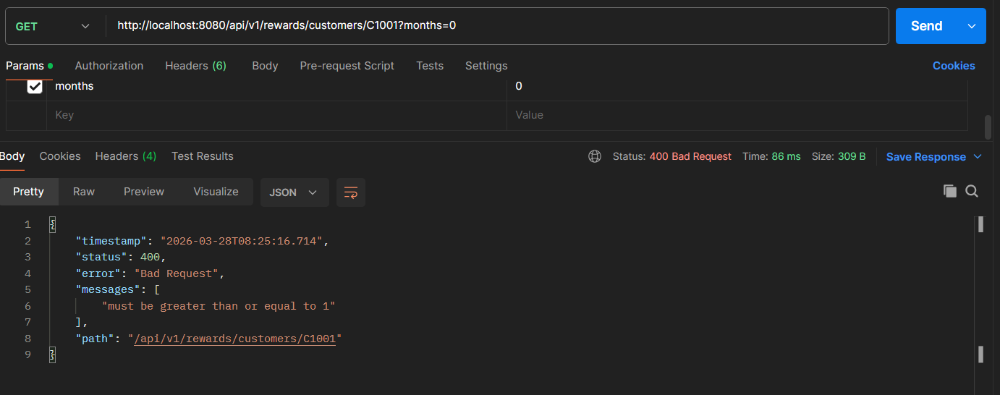 GET http://localhost:8080/api/v1/rewards/customers/C1001?months=0 Send
Params Authorization Headers (6) Body Pre-request Script Tests Settings Cookies
months 0
Key Value
Body Cookies Headers (4) Test Results Status: 400 Bad Request Time: 86 ms Size: 309 B Save Response
Pretty Raw Preview Visualize JSON
1 {
2 "timestamp": "2026-03-28T08:25:16.714",
3 "status": 400,
4 "error": "Bad Request",
5 "messages": [
6 "must be greater than or equal to 1"
7 ],
8 "path": "/api/v1/rewards/customers/C1001"
9 }